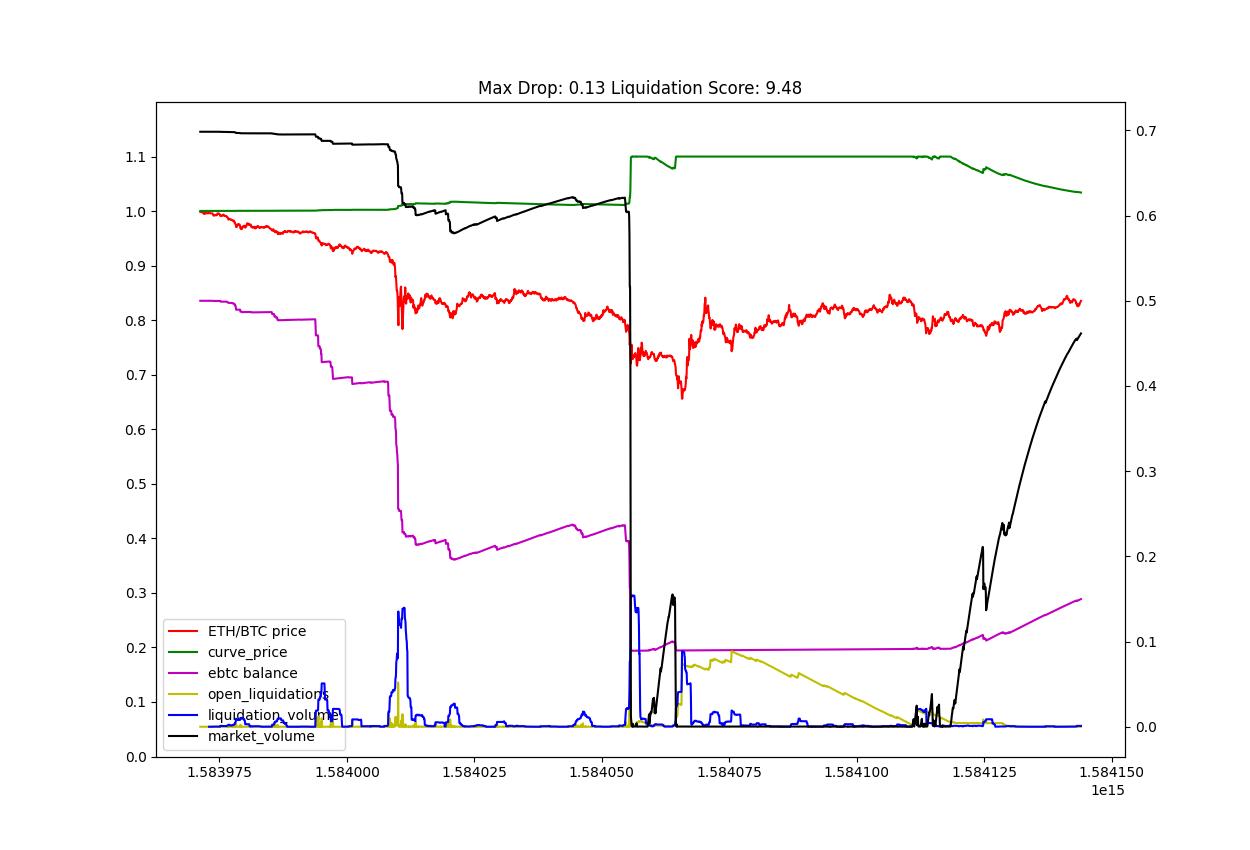 Max Drop: 0.13 Liquidation Score: 9.48
1.1
1.0
0.9
0.8
0.7
0.6
0.5
0.4
0.3
0.2
0.1
0.0
0.7
0.6
0.5
0.4
0.3
0.2
0.1
0.0
ETH/BTC price
curve_price
ebtc balance
open_liquidations
liquidation_volume
market_volume
1.583975 1.584000 1.584025 1.584050 1.584075 1.584100 1.584125 1.584150
1e15